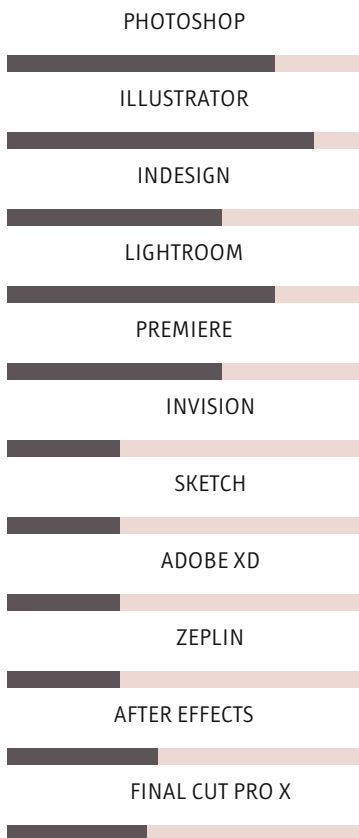 PHOTOSHOP
ILLUSTRATOR
INDESIGN
LIGHTROOM
PREMIERE
INVISION
SKETCH
ADOBE XD
ZEPLIN
AFTER EFFECTS
FINAL CUT PRO X